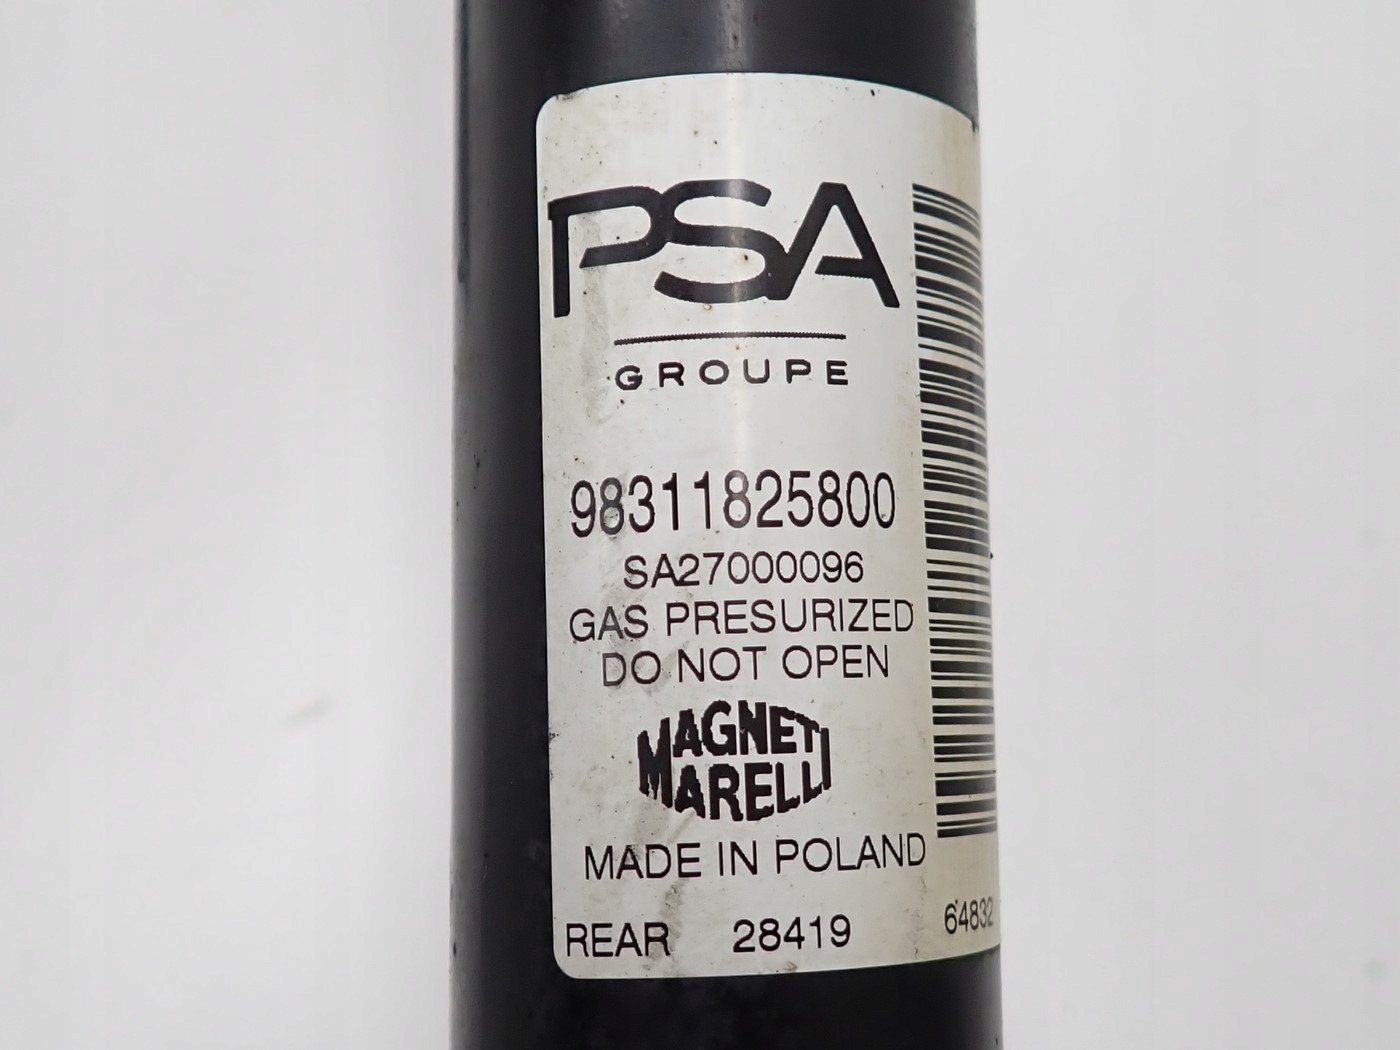 PSA
GROUPE
98311825800
SA27000096
GAS PRESURIZED
DO NOT OPEN
MAGNETI
MARELLI
MADE IN POLAND
REAR 28419 64832